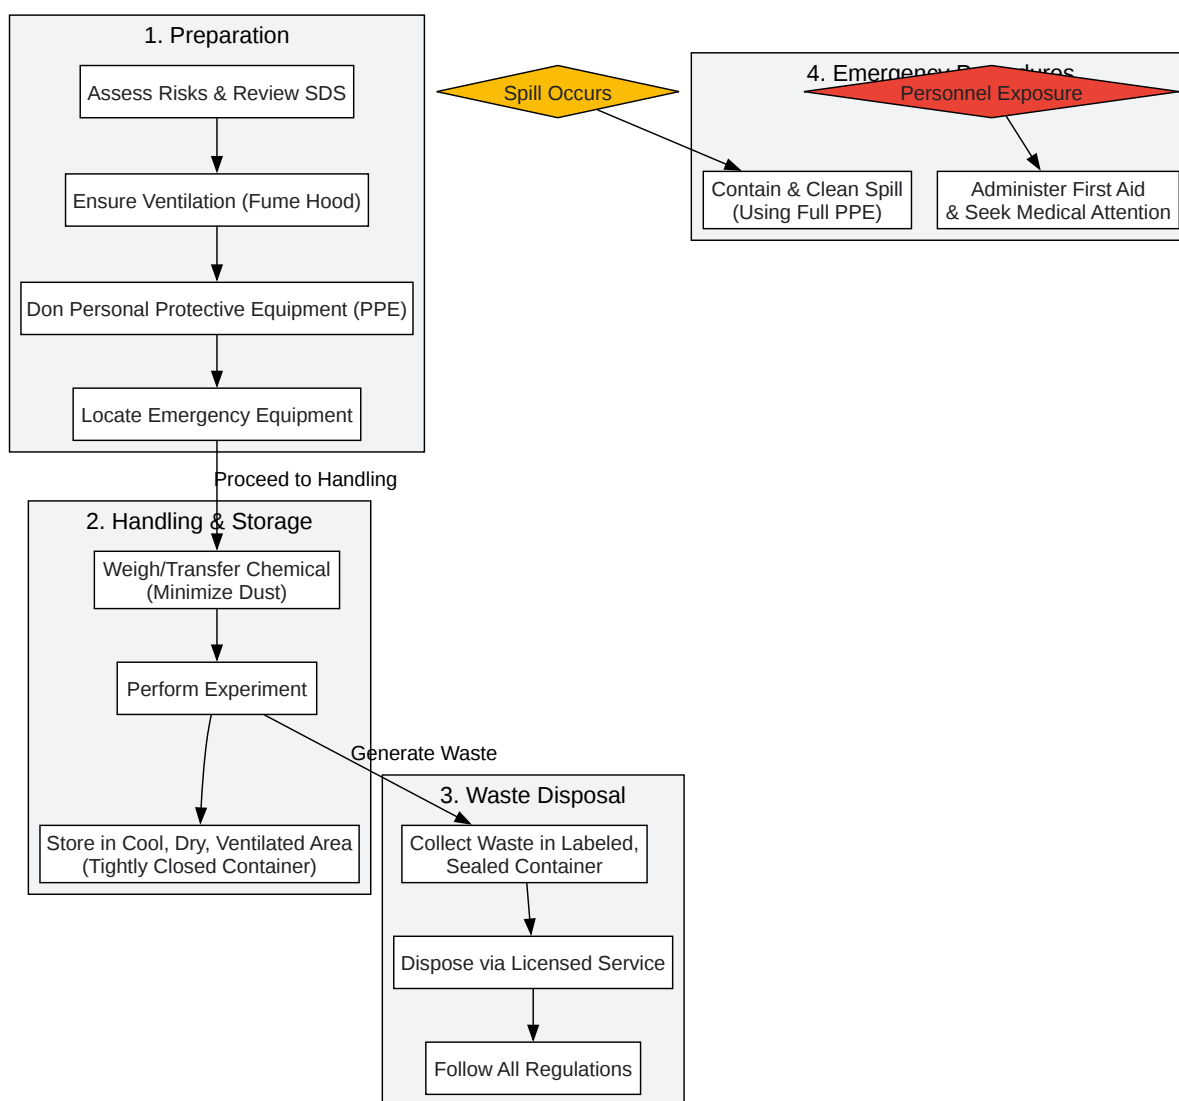 1. Preparation
Assess Risks & Review SDS
Ensure Ventilation (Fume Hood)
Don Personal Protective Equipment (PPE)
Locate Emergency Equipment
Proceed to Handling
2. Handling & Storage
Weigh/Transfer Chemical
(Minimize Dust)
Perform Experiment
Store in Cool, Dry, Ventilated Area
(Tightly Closed Container)
Generate Waste
3. Waste Disposal
Collect Waste in Labeled,
Sealed Container
Dispose via Licensed Service
Follow All Regulations
Spill Occurs
4. Emergency Procedures
Personnel Exposure
Contain & Clean Spill
(Using Full PPE)
Administer First Aid
& Seek Medical Attention